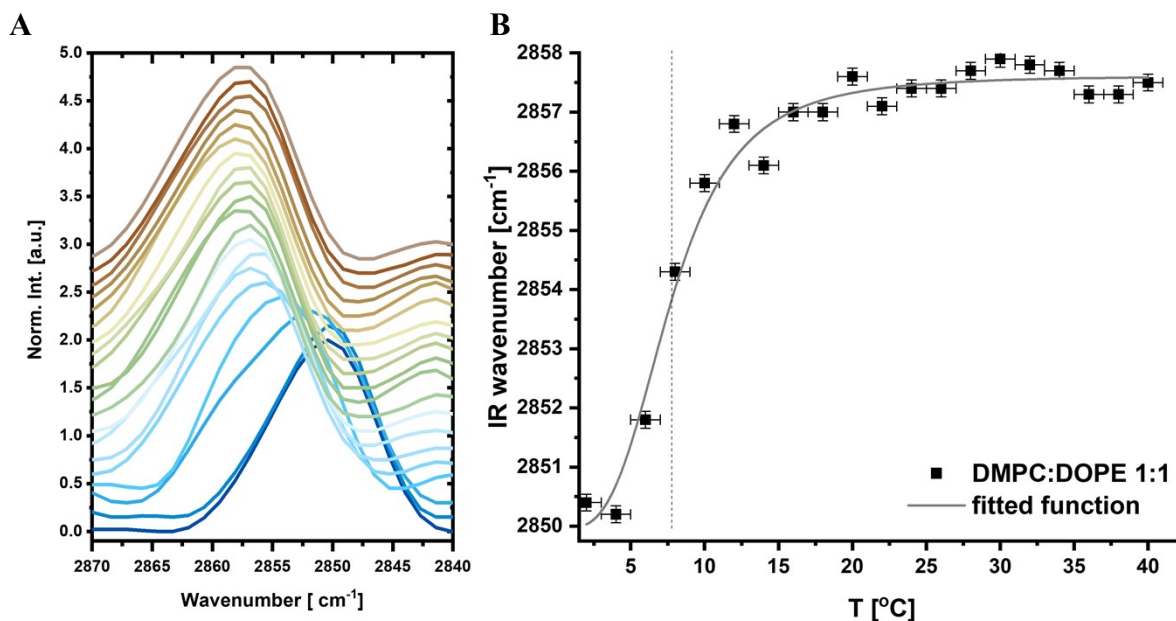 A
B
5.0
4.5
4.0
3.5
3.0
2.5
2.0
1.5
1.0
0.5
0.0
Norm. Int. [a.u.]
2870 2860 2855 2850 2845 2840
Wavenumber [ cm⁻¹]
2858
2857
2856
2855
2854
2853
2852
2851
2850
IR wavenumber [cm⁻¹]
DMPC:DOPE 1:1
fitted function
5 10 15 20 25 30 35 40
T [°C]